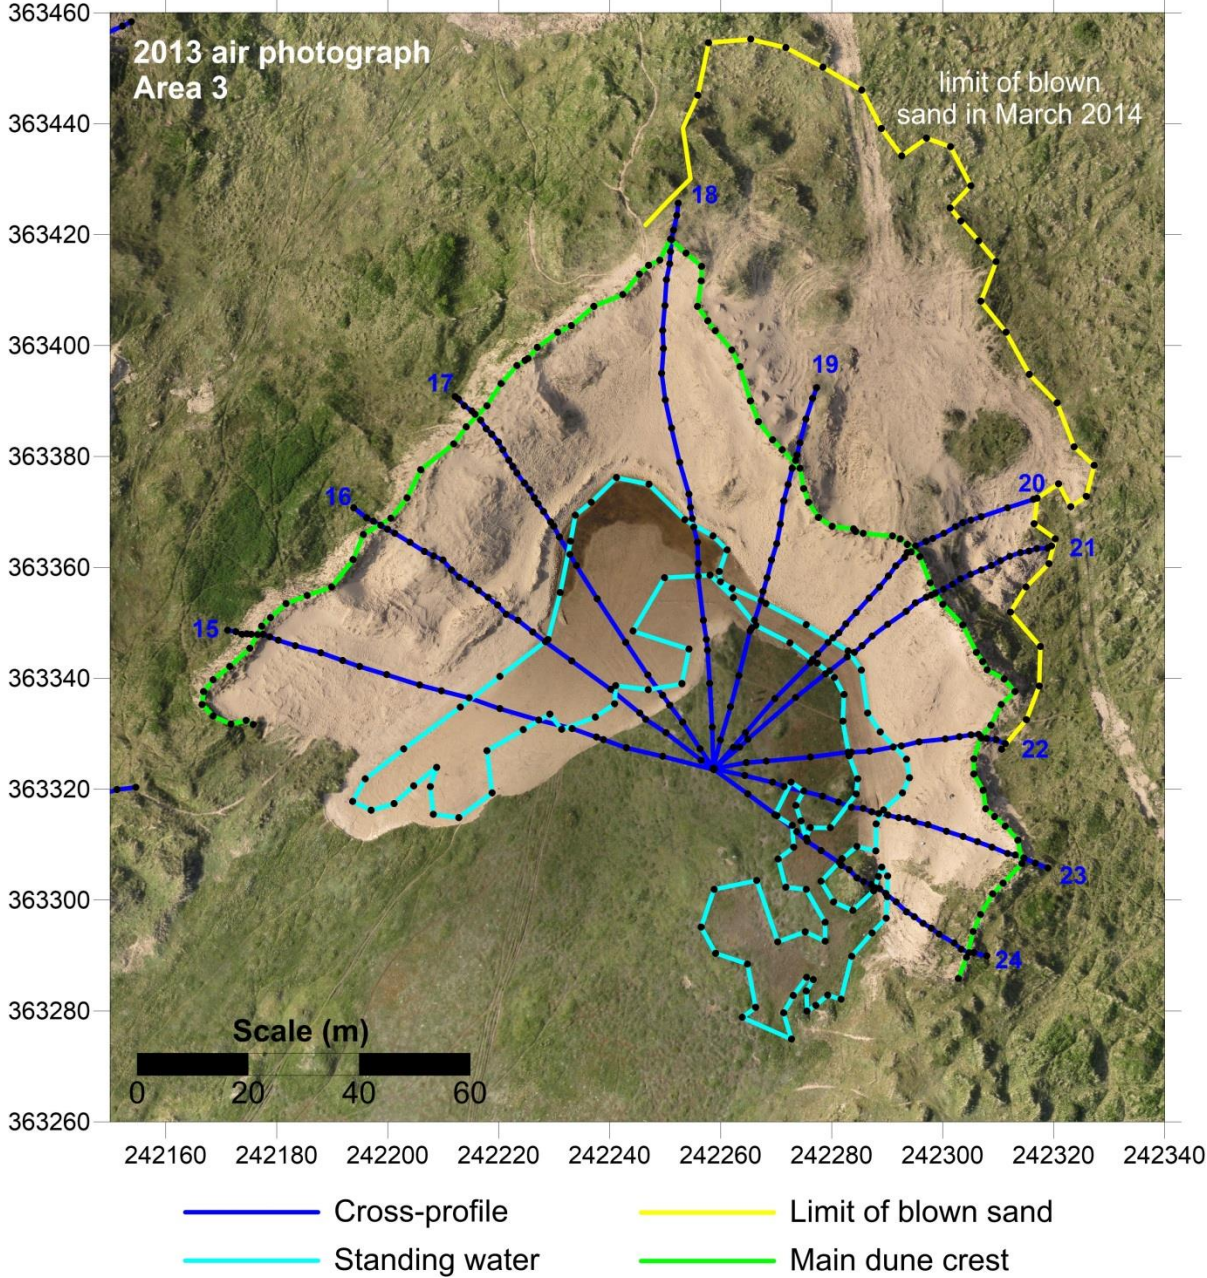 363460
2013 air photograph
Area 3
limit of blown
sand in March 2014
363440
18
363420
363400
19
17
363380
20
16
21
363360
15
363340
22
363320
23
363300
24
363280
Scale (m)
0 20 40 60
363260
242160 242180 242200 242220 242240 242260 242280 242300 242320 242340
Cross-profile
Limit of blown sand
Standing water
Main dune crest